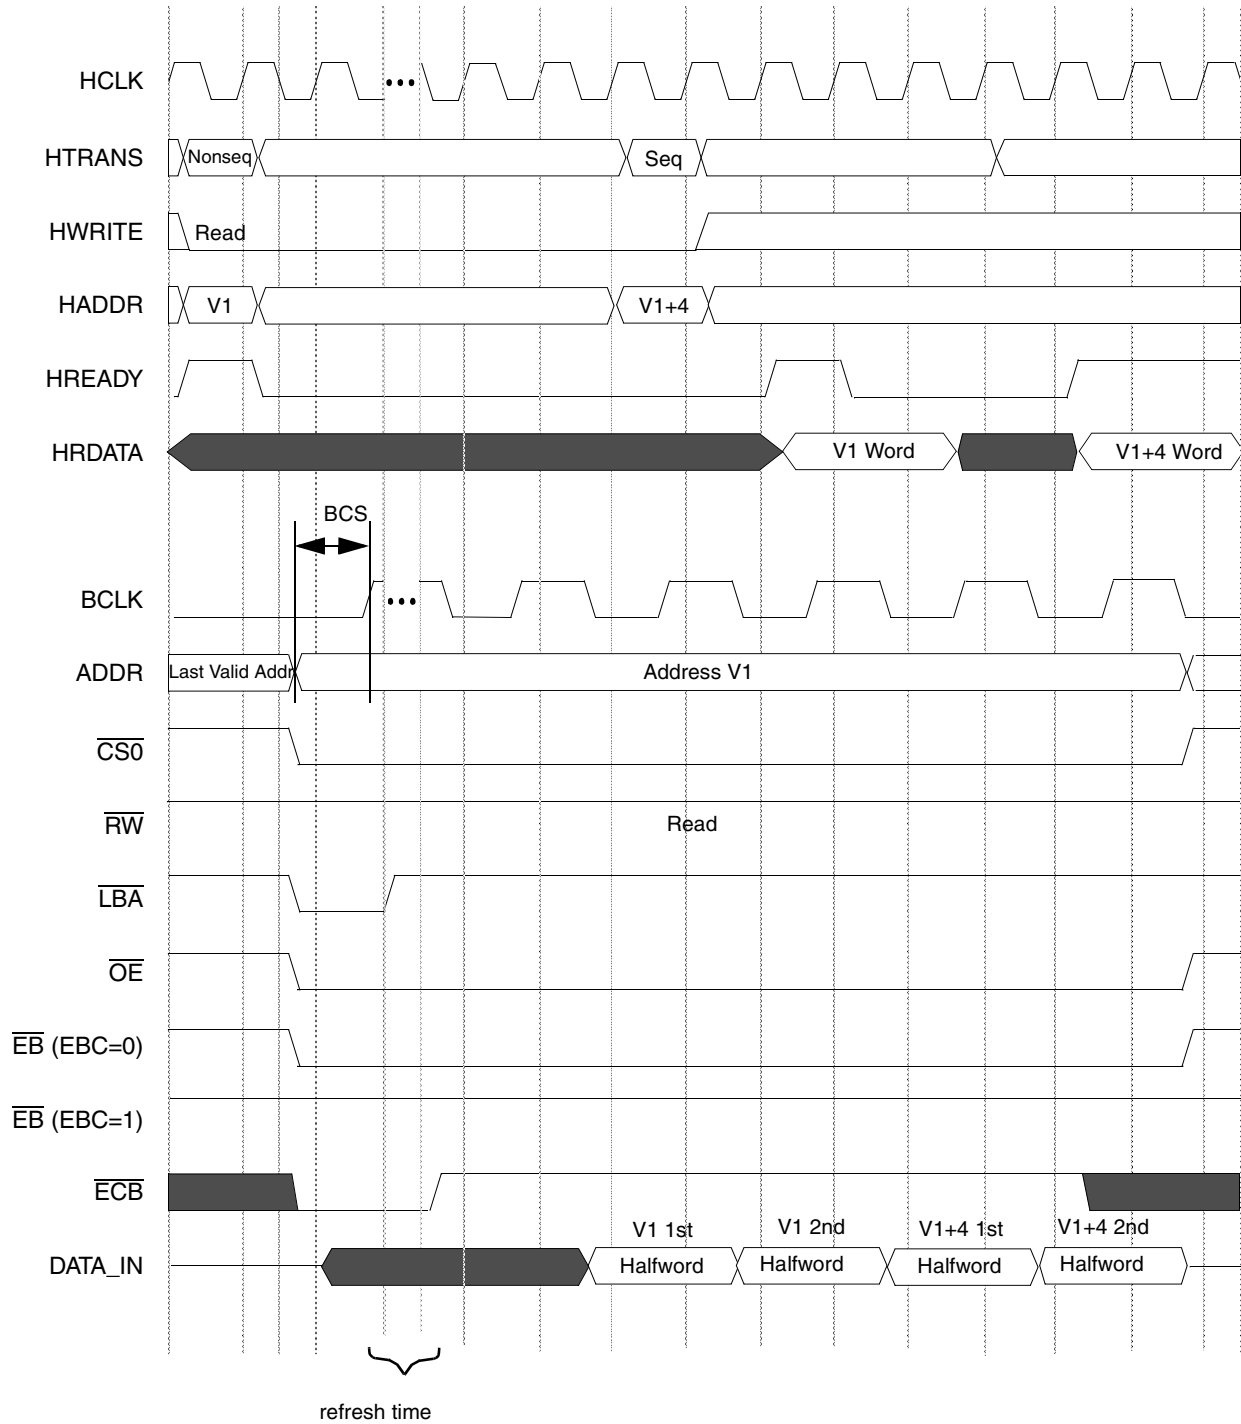 HCLK
HTRANS Nonseq Seq
HWRITE Read
HADDR V1 V1+4
HREADY
HRDATA V1 Word V1+4 Word
BCS
BCLK
ADDR Last Valid Addr Address V1
CS0
RW Read
LBA
OE
EB (EBC=0)
EB (EBC=1)
ECB
V1 1st V1 2nd V1+4 1st V1+4 2nd
DATA_IN Halfword Halfword Halfword Halfword
refresh time